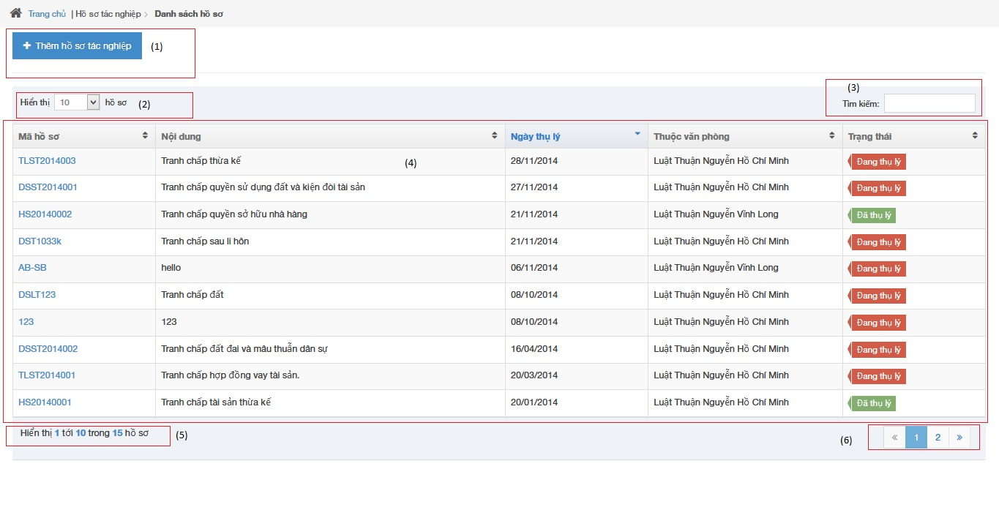 Trang chủ | Hồ sơ tác nghiệp > Danh sách hồ sơ
+ Thêm hồ sơ tác nghiệp (1)
(3)
Hiển thị 10 hồ sơ (2) Tìm kiếm:
Mã hồ sơ Nội dung Ngày thụ lý Thuộc văn phòng Trạng thái
TLST2014003 Tranh chấp thừa kế (4) 28/11/2014 Luật Thuận Nguyễn Hồ Chí Minh Đang thụ lý
DSST2014001 Tranh chấp quyền sử dụng đất và kiện đòi tài sản 27/11/2014 Luật Thuận Nguyễn Hồ Chí Minh Đang thụ lý
HS20140002 Tranh chấp quyền sở hữu nhà hàng 21/11/2014 Luật Thuận Nguyễn Vĩnh Long Đã thụ lý
DST1033k Tranh chấp sau li hôn 21/11/2014 Luật Thuận Nguyễn Hồ Chí Minh Đang thụ lý
AB-SB hello 06/11/2014 Luật Thuận Nguyễn Vĩnh Long Đang thụ lý
DSLT123 Tranh chấp đất 08/10/2014 Luật Thuận Nguyễn Hồ Chí Minh Đang thụ lý
123 123 08/10/2014 Luật Thuận Nguyễn Hồ Chí Minh Đang thụ lý
DSST2014002 Tranh chấp đất đai và mâu thuẫn dân sự 16/04/2014 Luật Thuận Nguyễn Hồ Chí Minh Đang thụ lý
TLST2014001 Tranh chấp hợp đồng vay tài sản. 20/03/2014 Luật Thuận Nguyễn Hồ Chí Minh Đang thụ lý
HS20140001 Tranh chấp tài sản thừa kế 20/01/2014 Luật Thuận Nguyễn Hồ Chí Minh Đã thụ lý
Hiển thị 1 tới 10 trong 15 hồ sơ (5) (6) « 1 2 »